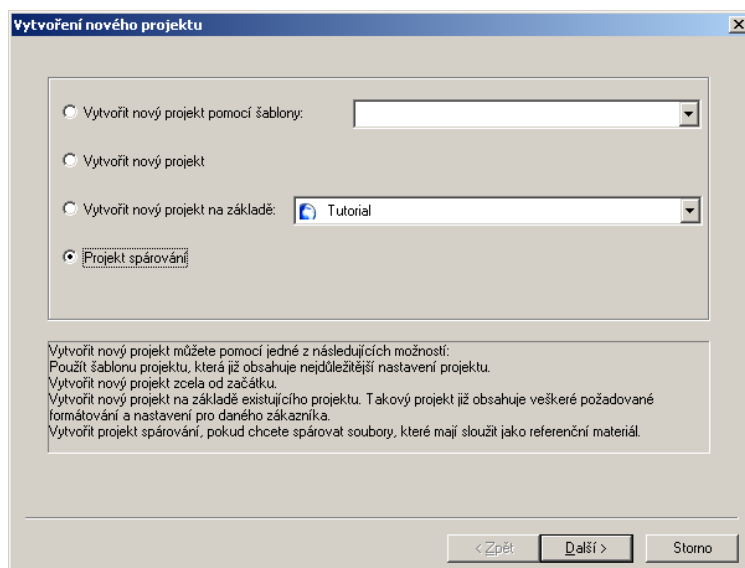 Vytvoření nového projektu
Vytvořit nový projekt pomocí šablony:
Vytvořit nový projekt
Vytvořit nový projekt na základě: Tutorial
Projekt spárování
Vytvořit nový projekt můžete pomocí jedné z následujících možností:
Použít šablonu projektu, která již obsahuje nejdůležitější nastavení projektu.
Vytvořit nový projekt zcela od začátku.
Vytvořit nový projekt na základě existujícího projektu. Takový projekt již obsahuje veškeré požadované
formátování a nastavení pro daného zákazníka.
Vytvořit projekt spárování, pokud chcete spárovat soubory, které mají sloužit jako referenční materiál.
< Zpět Další > Storno